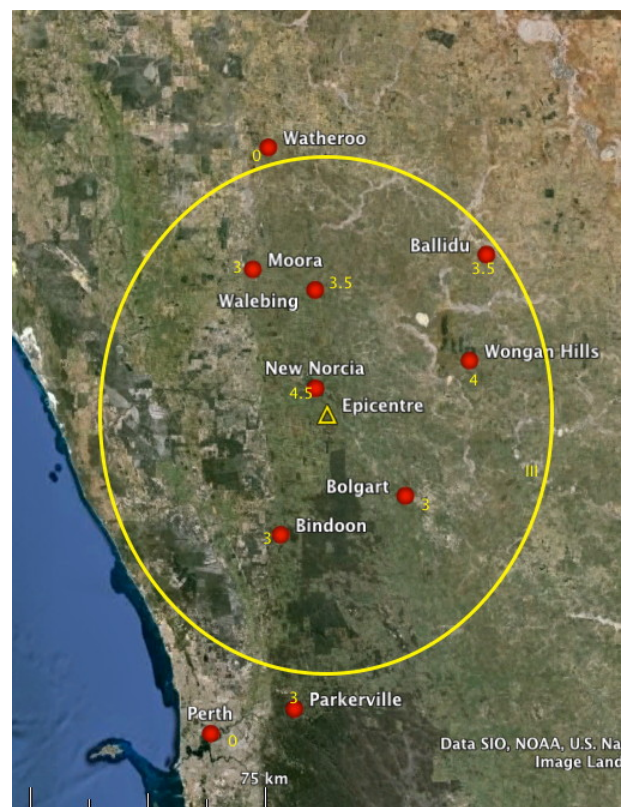 Watheroo
0
Ballidu
3 Moora
3.5
3.5
Walebing
Wongan Hills
New Norcia
4
4.5
Epicentre
III
Bolgart
3
Bindoon
3
3 Parkerville
Perth
0
Data SIO, NOAA, U.S. Na
Image Land
75 km